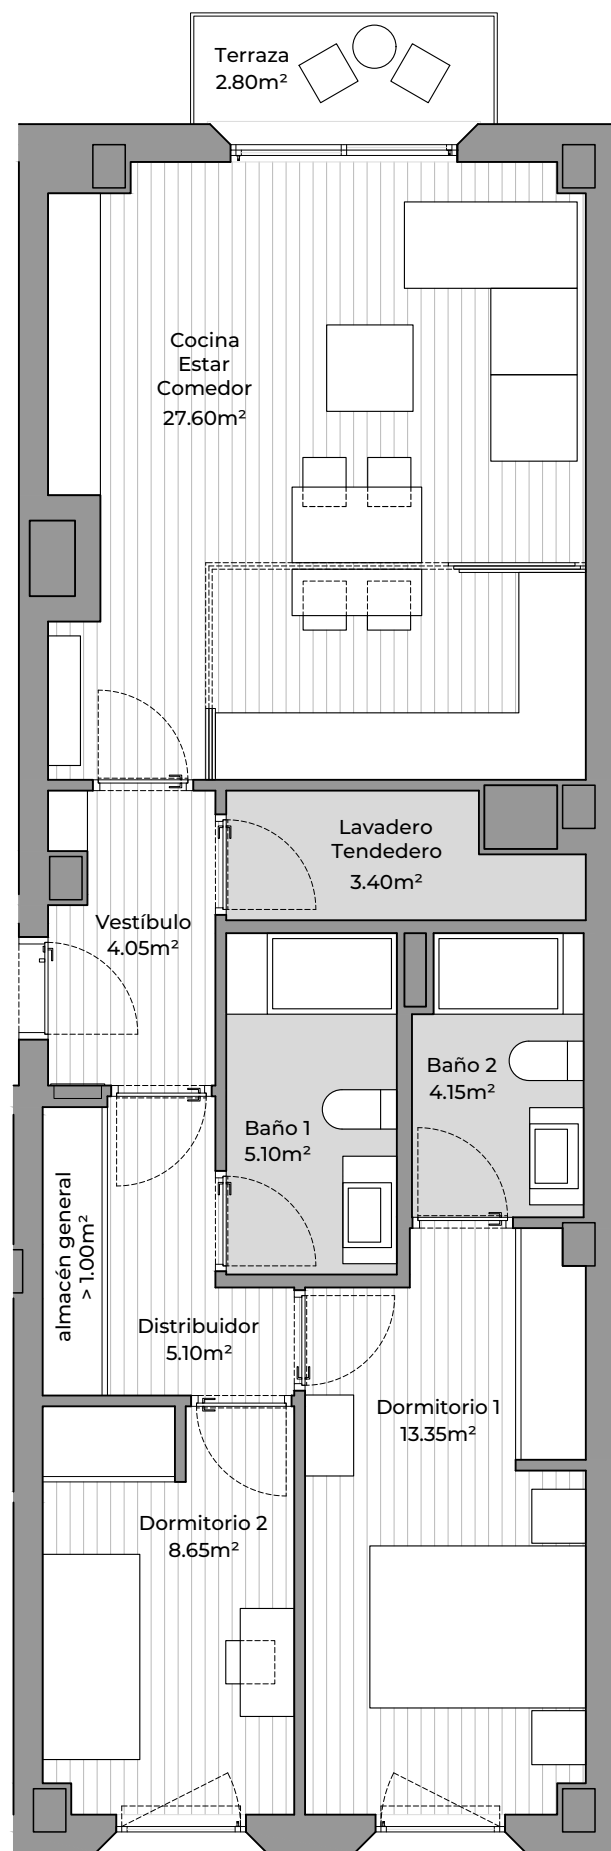 Terraza
2.80m²
Cocina
Estar
Comedor
27.60m²
Lavadero
Tendedero
3.40m²
Vestíbulo
4.05m²
Baño 2
4.15m²
Baño 1
5.10m²
almacén general
> 1.00m²
Distribuidor
5.10m²
Dormitorio 1
13.35m²
Dormitorio 2
8.65m²